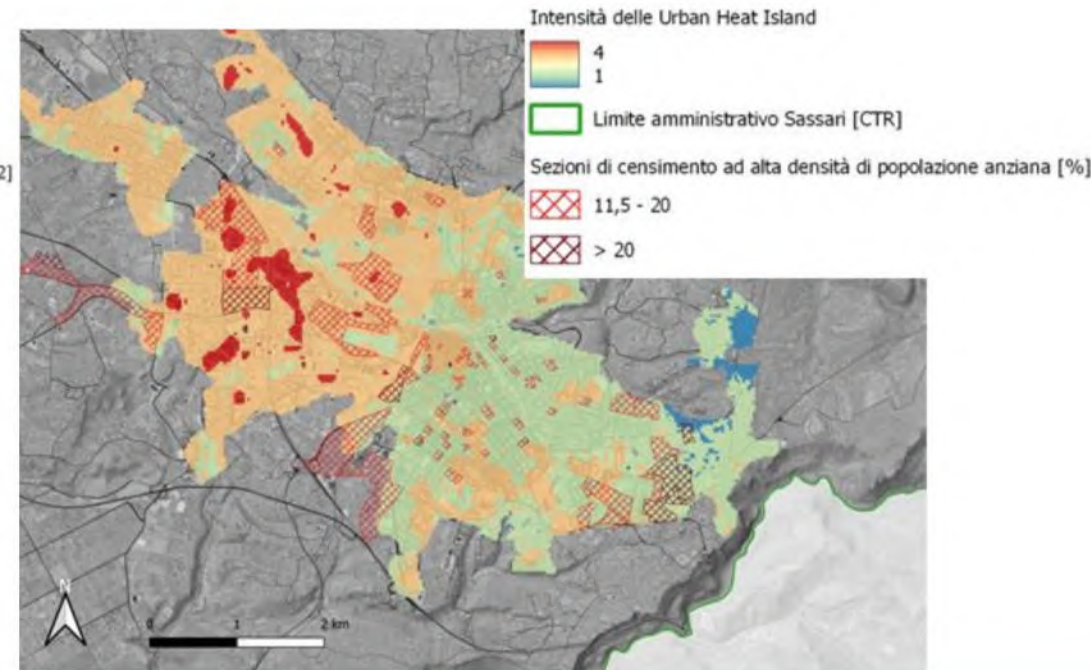 Intensità delle Urban Heat Island
4
1
Limite amministrativo Sassari [CTR]
Sezioni di censimento ad alta densità di popolazione anziana [%]
11,5 - 20
> 20
2]
N
0 1 2 km